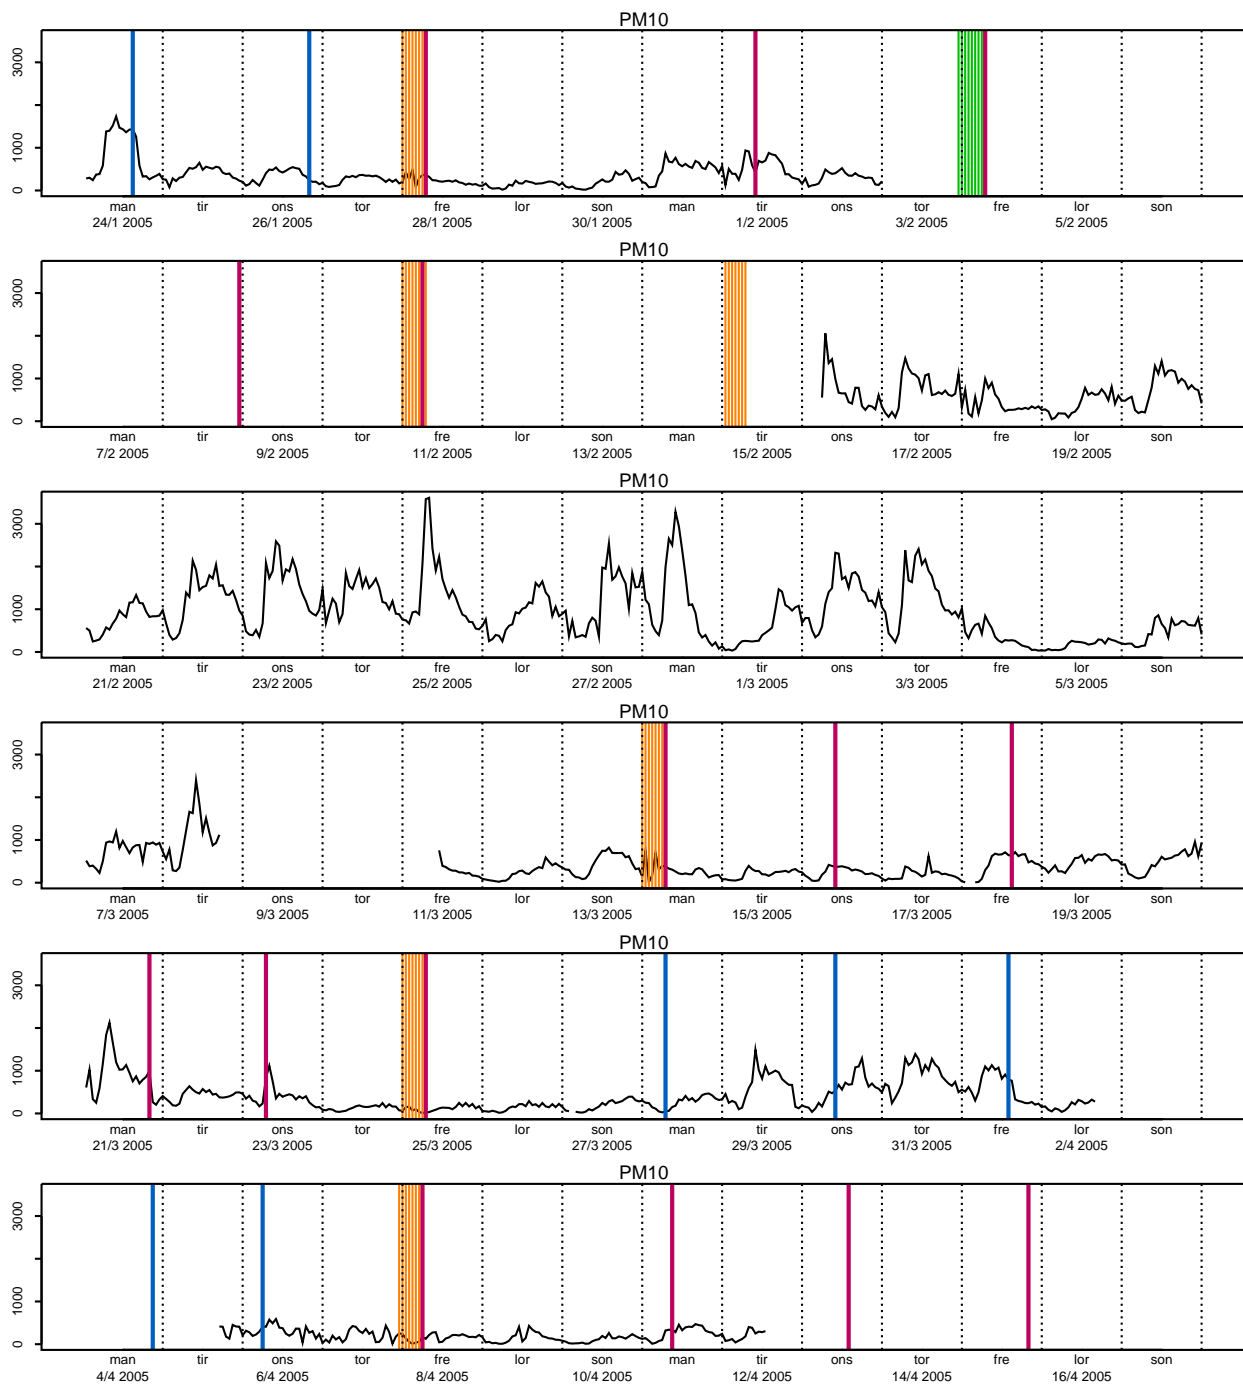 PM10
3000
1000
0
man tir ons tor fre lor son man tir ons tor fre lor son
24/1 2005 26/1 2005 28/1 2005 30/1 2005 1/2 2005 3/2 2005 5/2 2005
PM10
3000
1000
0
man tir ons tor fre lor son man tir ons tor fre lor son
7/2 2005 9/2 2005 11/2 2005 13/2 2005 15/2 2005 17/2 2005 19/2 2005
PM10
3000
1000
0
man tir ons tor fre lor son man tir ons tor fre lor son
21/2 2005 23/2 2005 25/2 2005 27/2 2005 1/3 2005 3/3 2005 5/3 2005
PM10
3000
1000
0
man tir ons tor fre lor son man tir ons tor fre lor son
7/3 2005 9/3 2005 11/3 2005 13/3 2005 15/3 2005 17/3 2005 19/3 2005
PM10
3000
1000
0
man tir ons tor fre lor son man tir ons tor fre lor son
21/3 2005 23/3 2005 25/3 2005 27/3 2005 29/3 2005 31/3 2005 2/4 2005
PM10
3000
1000
0
man tir ons tor fre lor son man tir ons tor fre lor son
4/4 2005 6/4 2005 8/4 2005 10/4 2005 12/4 2005 14/4 2005 16/4 2005